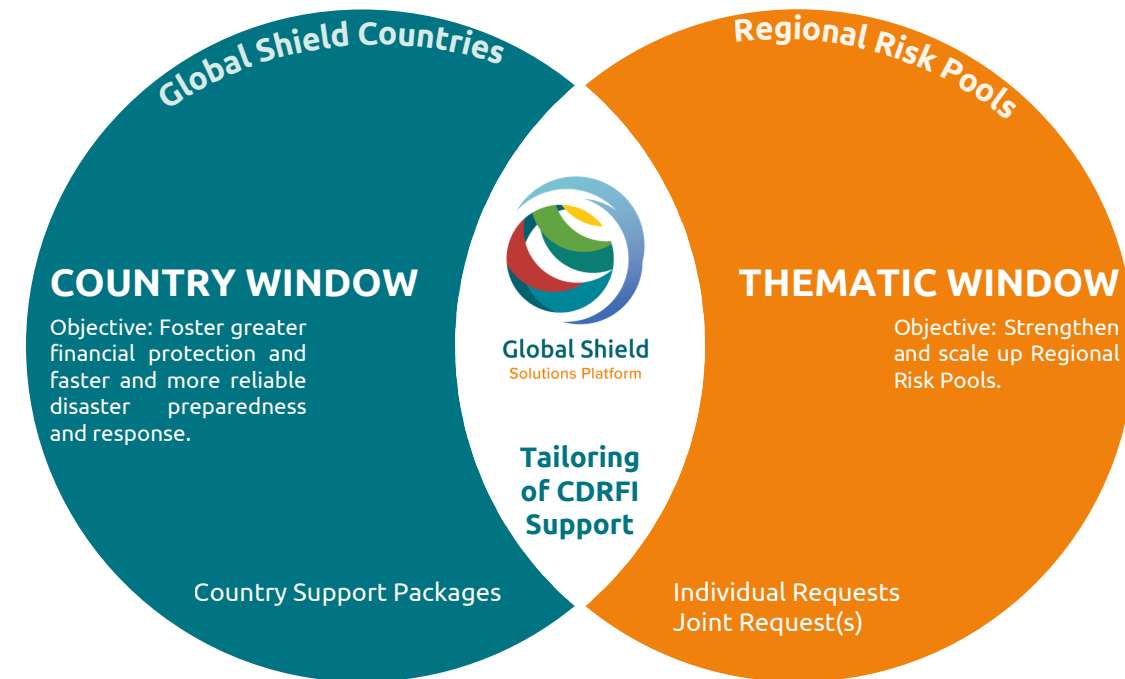 Global Shield Countries
Regional Risk Pools
COUNTRY WINDOW
Objective: Foster greater
financial protection and
faster and more reliable
disaster preparedness
and response.
Country Support Packages
Global Shield
Solutions Platform
Tailoring
of CDRFI
Support
THEMATIC WINDOW
Objective: Strengthen
and scale up Regional
Risk Pools.
Individual Requests
Joint Request(s)